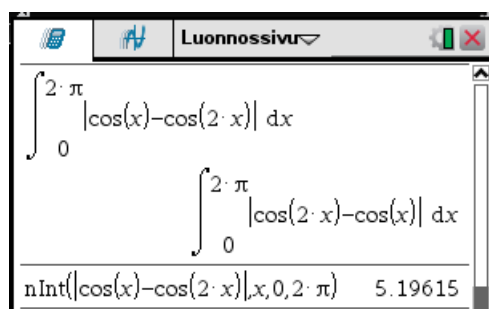 Luonnossivu
∫ 2·π
|cos(x)−cos(2·x)| dx
0
∫ 2·π
|cos(2·x)−cos(x)| dx
0
nInt(|cos(x)−cos(2·x)|,x,0,2·π) 5.19615